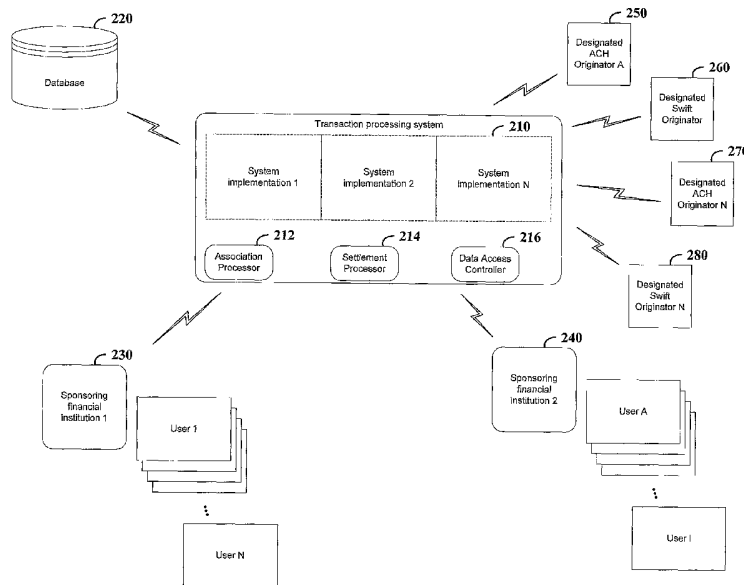 220
Database
250
Designated
ACH
Originator A
260
Designated
Swift
Originator
270
Designated
ACH
Originator N
280
Designated
Swift
Originator N
Transaction processing system
210
System
implementation 1
System
implementation 2
System
Implementation N
212
Association
Processor
214
Settlement
Processor
216
Data Access
Controller
230
Sponsoring
financial
institution 1
User 1
User N
240
Sponsoring
financial
Institution 2
User A
User I